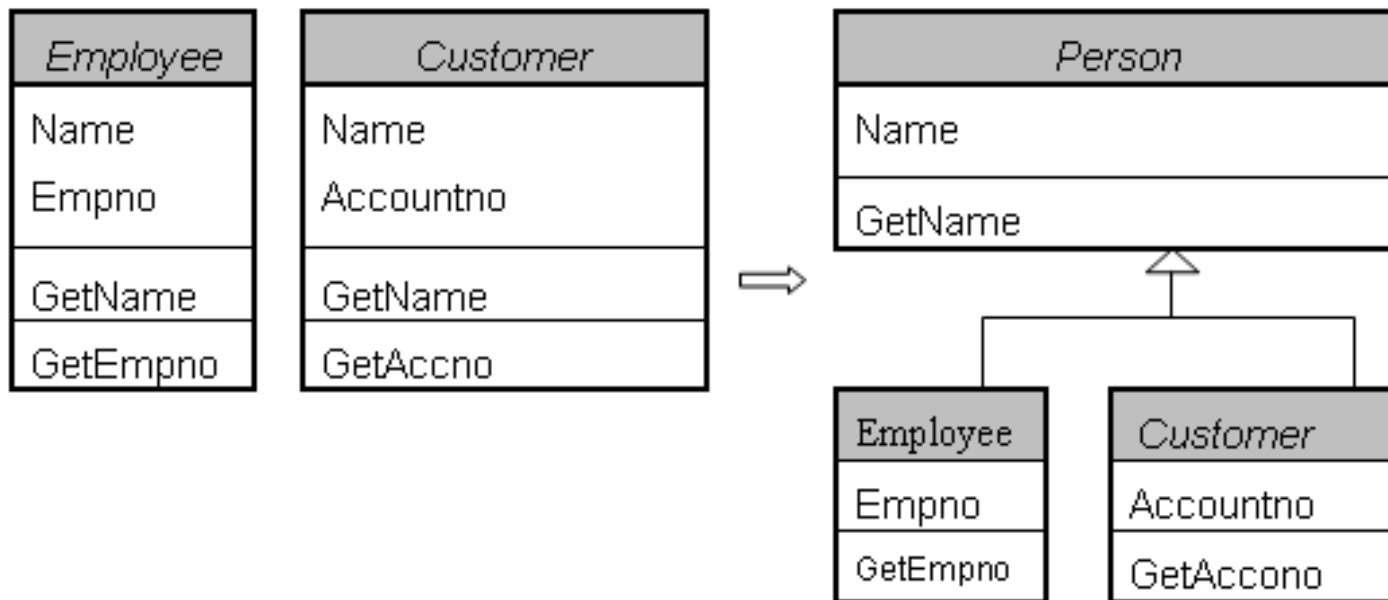 Employee
Name
Empno
GetName
GetEmpno
Customer
Name
Accountno
GetName
GetAccno
Person
Name
GetName
Employee
Empno
GetEmpno
Customer
Accountno
GetAccono